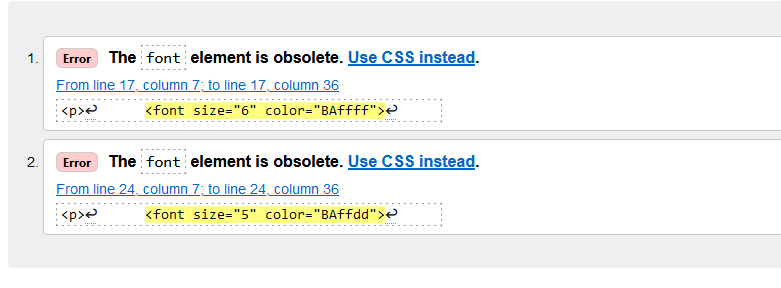 1. Error The font element is obsolete. Use CSS instead.
From line 17, column 7; to line 17, column 36
<p>↩ <font size="6" color="BAffff">↩
2. Error The font element is obsolete. Use CSS instead.
From line 24, column 7; to line 24, column 36
<p>↩ <font size="5" color="BAffdd">↩